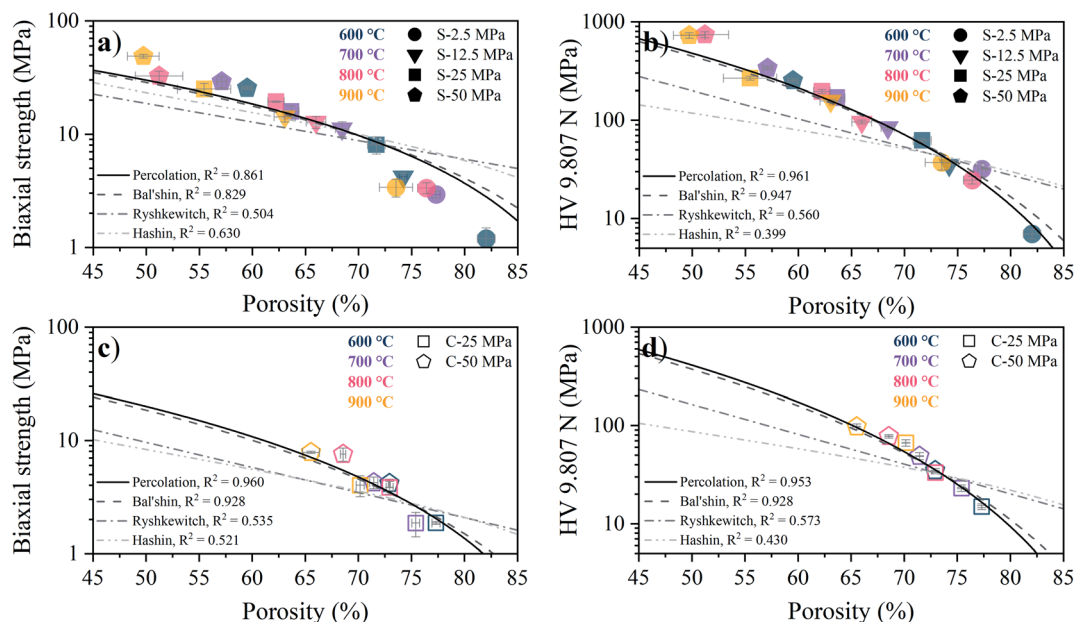 a)
Biaxial strength (MPa)
100
10
1
600 °C
700 °C
800 °C
900 °C
S-2.5 MPa
S-12.5 MPa
S-25 MPa
S-50 MPa
Percolation, R² = 0.861
Bal'shin, R² = 0.829
Ryshkewitch, R² = 0.504
Hashin, R² = 0.630
45 50 55 60 65 70 75 80 85
Porosity (%)
b)
HV 9.807 N (MPa)
1000
100
10
600 °C
700 °C
800 °C
900 °C
S-2.5 MPa
S-12.5 MPa
S-25 MPa
S-50 MPa
Percolation, R² = 0.961
Bal'shin, R² = 0.947
Ryshkewitch, R² = 0.560
Hashin, R² = 0.399
45 50 55 60 65 70 75 80 85
Porosity (%)
c)
Biaxial strength (MPa)
100
10
1
600 °C
700 °C
800 °C
900 °C
C-25 MPa
C-50 MPa
Percolation, R² = 0.960
Bal'shin, R² = 0.928
Ryshkewitch, R² = 0.535
Hashin, R² = 0.521
45 50 55 60 65 70 75 80 85
Porosity (%)
d)
HV 9.807 N (MPa)
1000
100
10
600 °C
700 °C
800 °C
900 °C
C-25 MPa
C-50 MPa
Percolation, R² = 0.953
Bal'shin, R² = 0.928
Ryshkewitch, R² = 0.573
Hashin, R² = 0.430
45 50 55 60 65 70 75 80 85
Porosity (%)